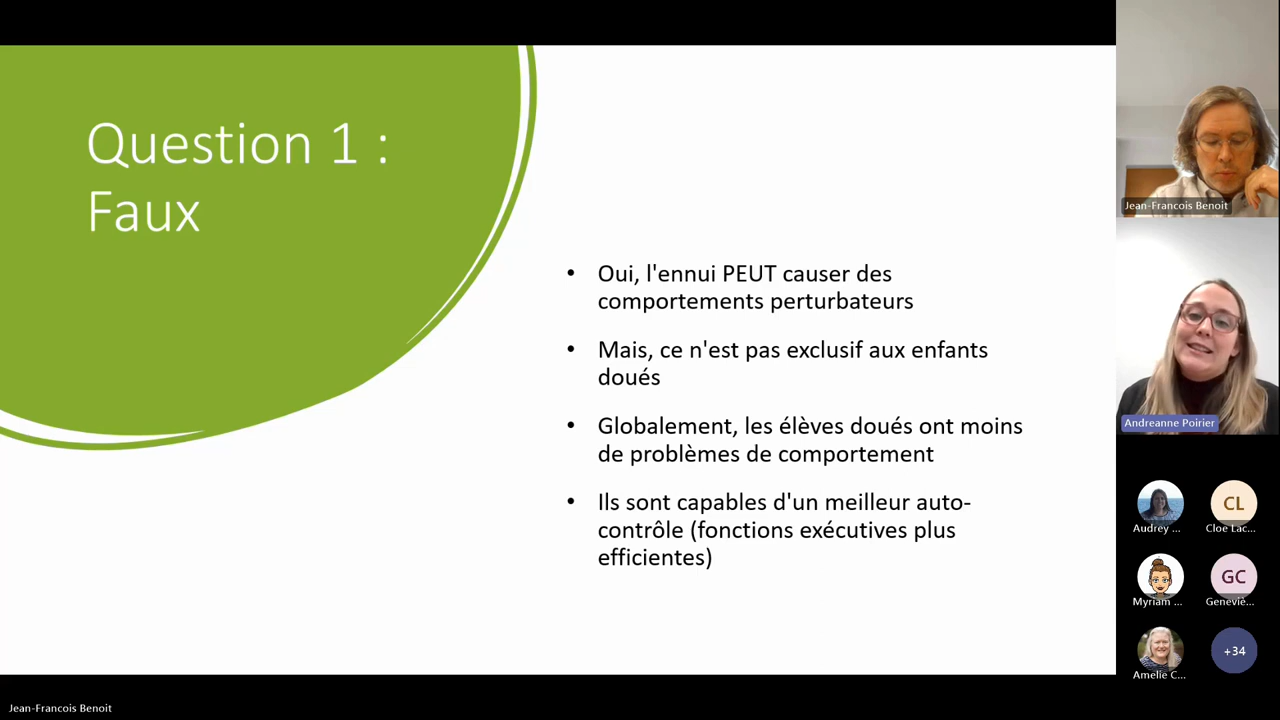 Question 1 :
Faux
• Oui, l'ennui PEUT causer des
comportements perturbateurs
• Mais, ce n'est pas exclusif aux enfants
doués
• Globalement, les élèves doués ont moins
de problèmes de comportement
• Ils sont capables d'un meilleur auto-
contrôle (fonctions exécutives plus
efficientes)
Jean-Francois Benoit
Andreanne Poirier
CL
Audrey ...
Cloe Lac...
GC
Myriam ...
Geneviè...
+34
Amelie C...
Jean-Francois Benoit